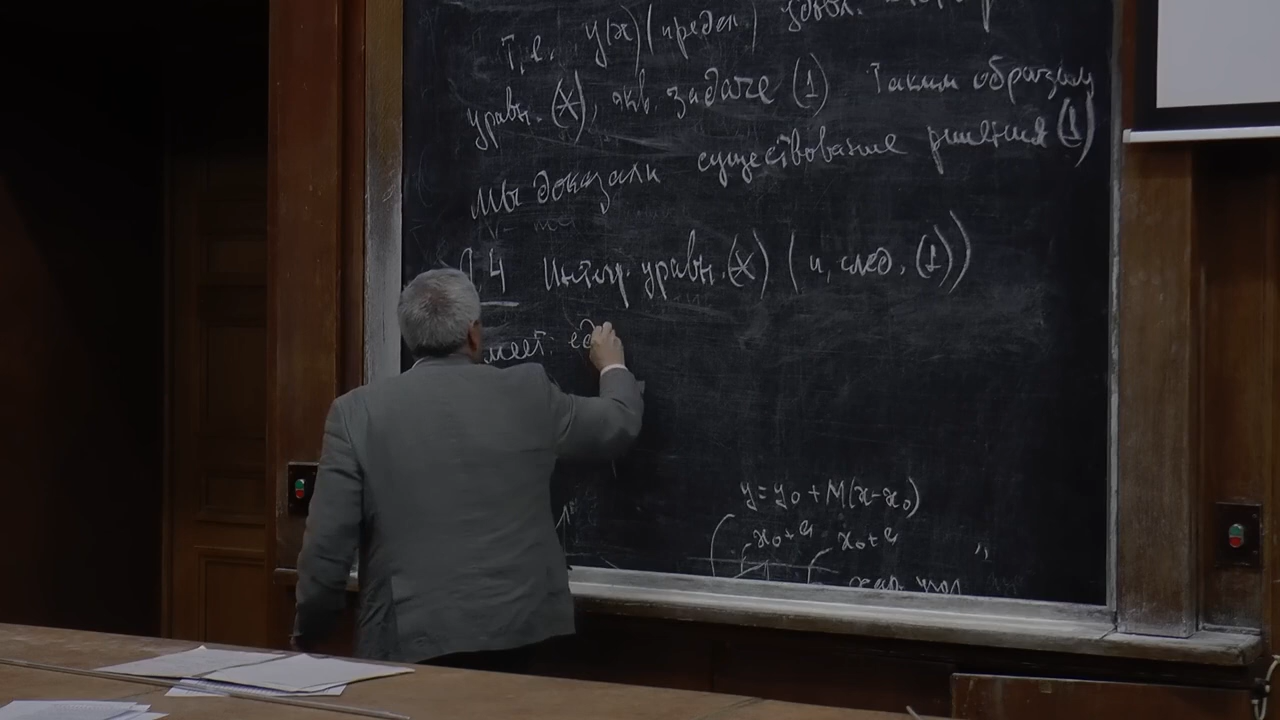 Т.е. y(x) (предел.) удовл.
уравн. (*), экв. задаче (1) Таким образом
мы доказали существование решения (1)
4 Интегр. уравн. (*) (и, след. (1))
имеет ед
y = y₀ + M(x-x₀)
x₀+a x₀+a